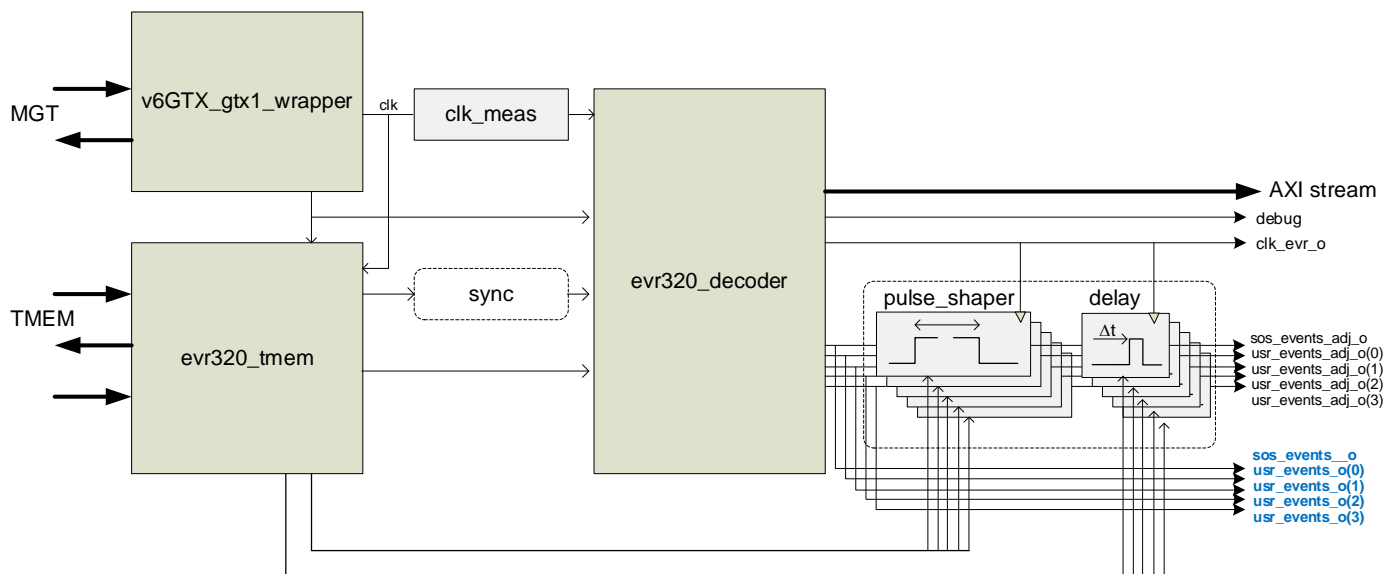 v6GTX_gtx1_wrapper
MGT
clk
clk_meas
AXI stream
debug
clk_evr_o
evr320_decoder
sync
TMEM
evr320_tmem
pulse_shaper
delay
Δt
sos_events_adj_o
usr_events_adj_o(0)
usr_events_adj_o(1)
usr_events_adj_o(2)
usr_events_adj_o(3)
sos_events__o
usr_events_o(0)
usr_events_o(1)
usr_events_o(2)
usr_events_o(3)